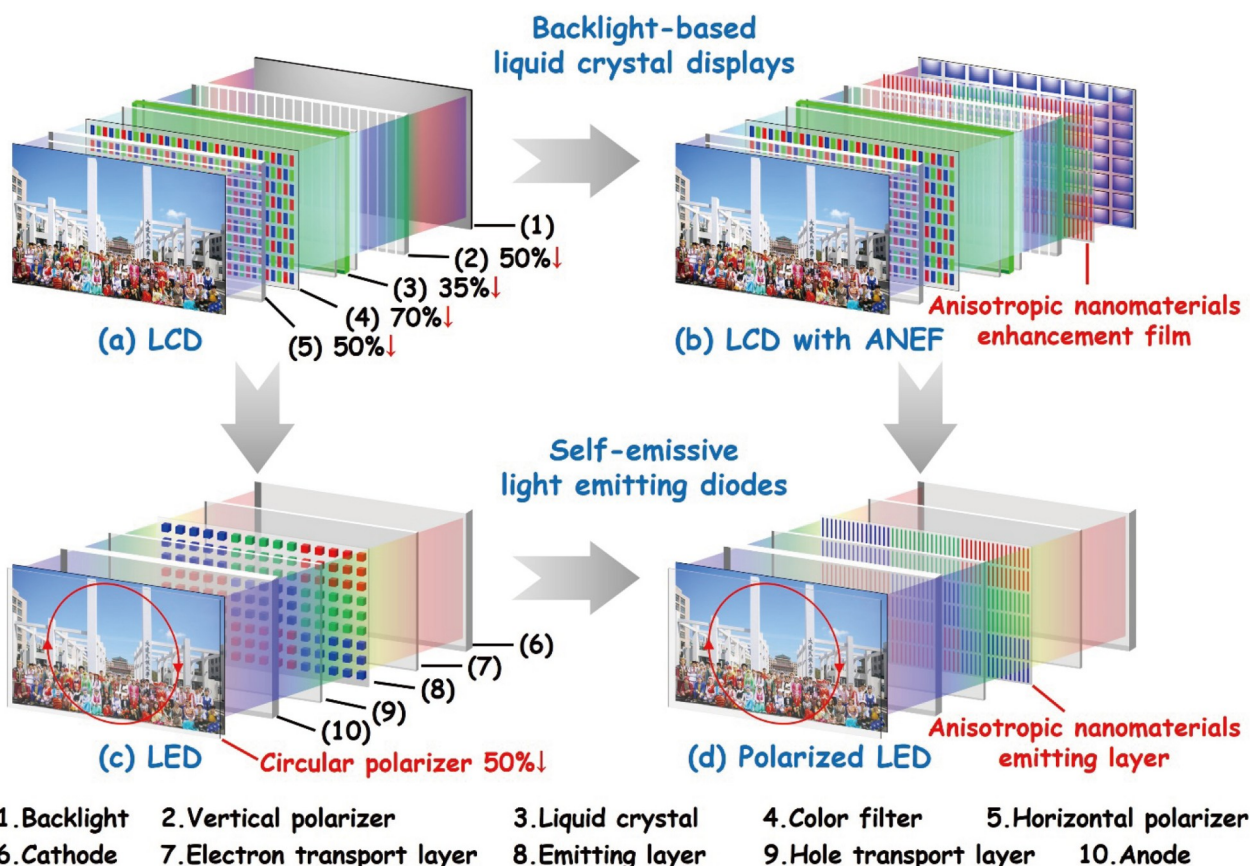 Backlight-based
liquid crystal displays
(1)
(2) 50%↓
(3) 35%↓
(4) 70%↓
(5) 50%↓
(a) LCD
Anisotropic nanomaterials
enhancement film
(b) LCD with ANEF
Self-emissive
light emitting diodes
(6)
(7)
(8)
(9)
(10)
Circular polarizer 50%↓
(c) LED
Anisotropic nanomaterials
emitting layer
(d) Polarized LED
1.Backlight 2.Vertical polarizer 3.Liquid crystal 4.Color filter 5.Horizontal polarizer
6.Cathode 7.Electron transport layer 8.Emitting layer 9.Hole transport layer 10.Anode